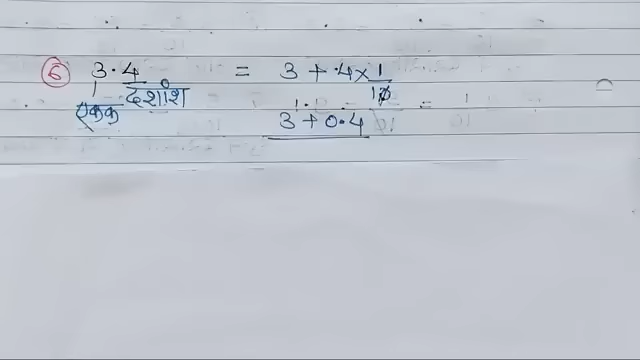 6 3.4 = 3 + .4 × 1/10
एकक दशांश
3 + 0.4